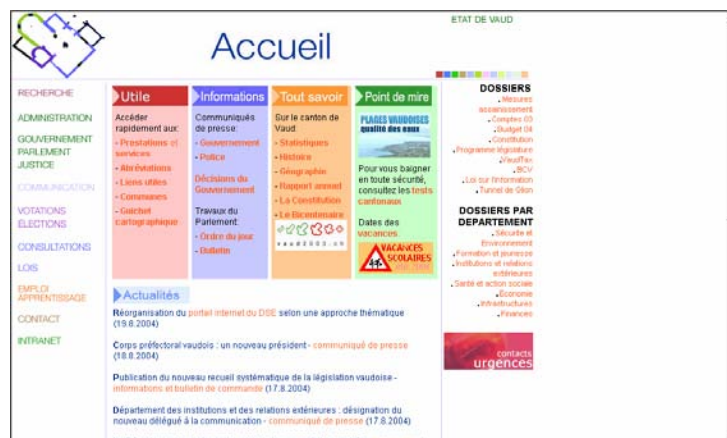 ETAT DE VAUD
Accueil
RECHERCHE
ADMINISTRATION
GOUVERNEMENT
PARLEMENT
JUSTICE
COMMUNICATION
VOTATIONS
ELECTIONS
CONSULTATIONS
LOIS
EMPLOI
APPRENTISSAGE
CONTACT
INTRANET
Utile
Accéder
rapidement aux:
- Prestations et
services
- Abréviations
- Liens utiles
- Communes
- Guichet
cartographique
Informations
Communiqués
de presse:
- Gouvernement
- Police
Décisions du
Gouvernement
Travaux du
Parlement:
- Ordre du jour
- Bulletin
Tout savoir
Sur le canton de
Vaud:
- Statistiques
- Histoire
- Géographie
- Rapport annuel
- La Constitution
- Le Bicentenaire
vaud2003.ch
Point de mire
PLAGES VAUDOISES
qualité des eaux
Pour vous baigner
en toute sécurité,
consultez les tests
cantonaux
Dates des
vacances.
VACANCES
SCOLAIRES
Actualités
Réorganisation du portail internet du DSE selon une approche thématique
(19.8.2004)
Corps préfectoral vaudois : un nouveau président - communiqué de presse
(18.8.2004)
Publication du nouveau recueil systématique de la législation vaudoise -
informations et bulletin de commande (17.8.2004)
Département des institutions et des relations extérieures : désignation du
nouveau délégué à la communication - communiqué de presse (17.8.2004)
DOSSIERS
. Mesures
assainissement
. Comptes 03
. Budget 04
. Constitution
. Programme législature
. VaudTax
. BCV
. Loi sur l'information
. Tunnel de Glion
DOSSIERS PAR
DEPARTEMENT
. Sécurité et
Environnement
. Formation et jeunesse
. Institutions et relations
extérieures
. Santé et action sociale
. Economie
. Infrastructures
. Finances
contacts
urgences